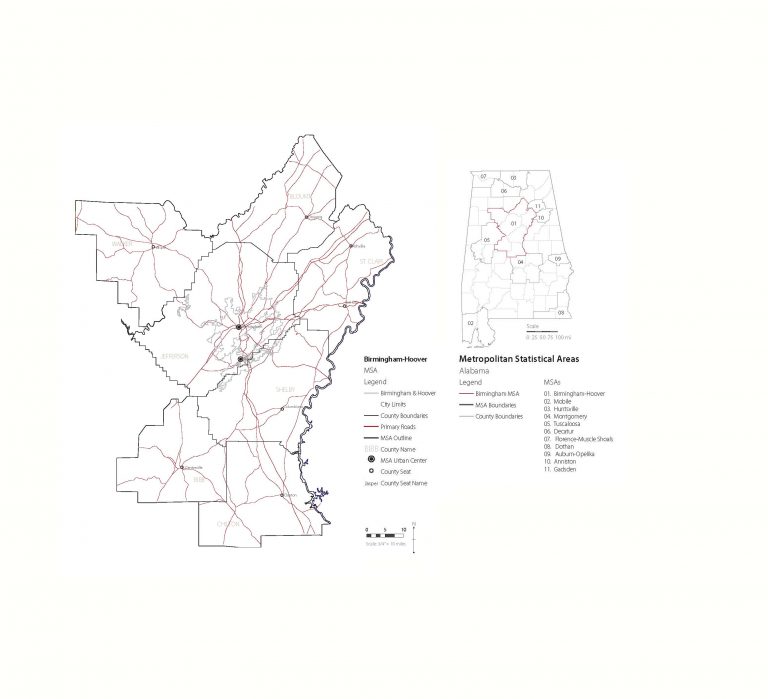 BLOUNT
WALKER
ST CLAIR
JEFFERSON
SHELBY
BIBB
CHILTON
Birmingham-Hoover
MSA
Legend
Birmingham & Hoover
City Limits
County Boundaries
Primary Roads
MSA Outline
BIBB County Name
MSA Urban Center
County Seat
Jasper County Seat Name
0 5 10
Scale: 3/4" = 10 miles
N
07
03
06
11
10
01
05
04
09
08
02
Scale
0 25 50 75 100 mi
Metropolitan Statistical Areas
Alabama
Legend
Birmingham MSA
MSA Boundaries
County Boundaries
MSAs
01. Birmingham-Hoover
02. Mobile
03. Huntsville
04. Montgomery
05. Tuscaloosa
06. Decatur
07. Florence-Muscle Shoals
08. Dothan
09. Auburn-Opelika
10. Anniston
11. Gadsden